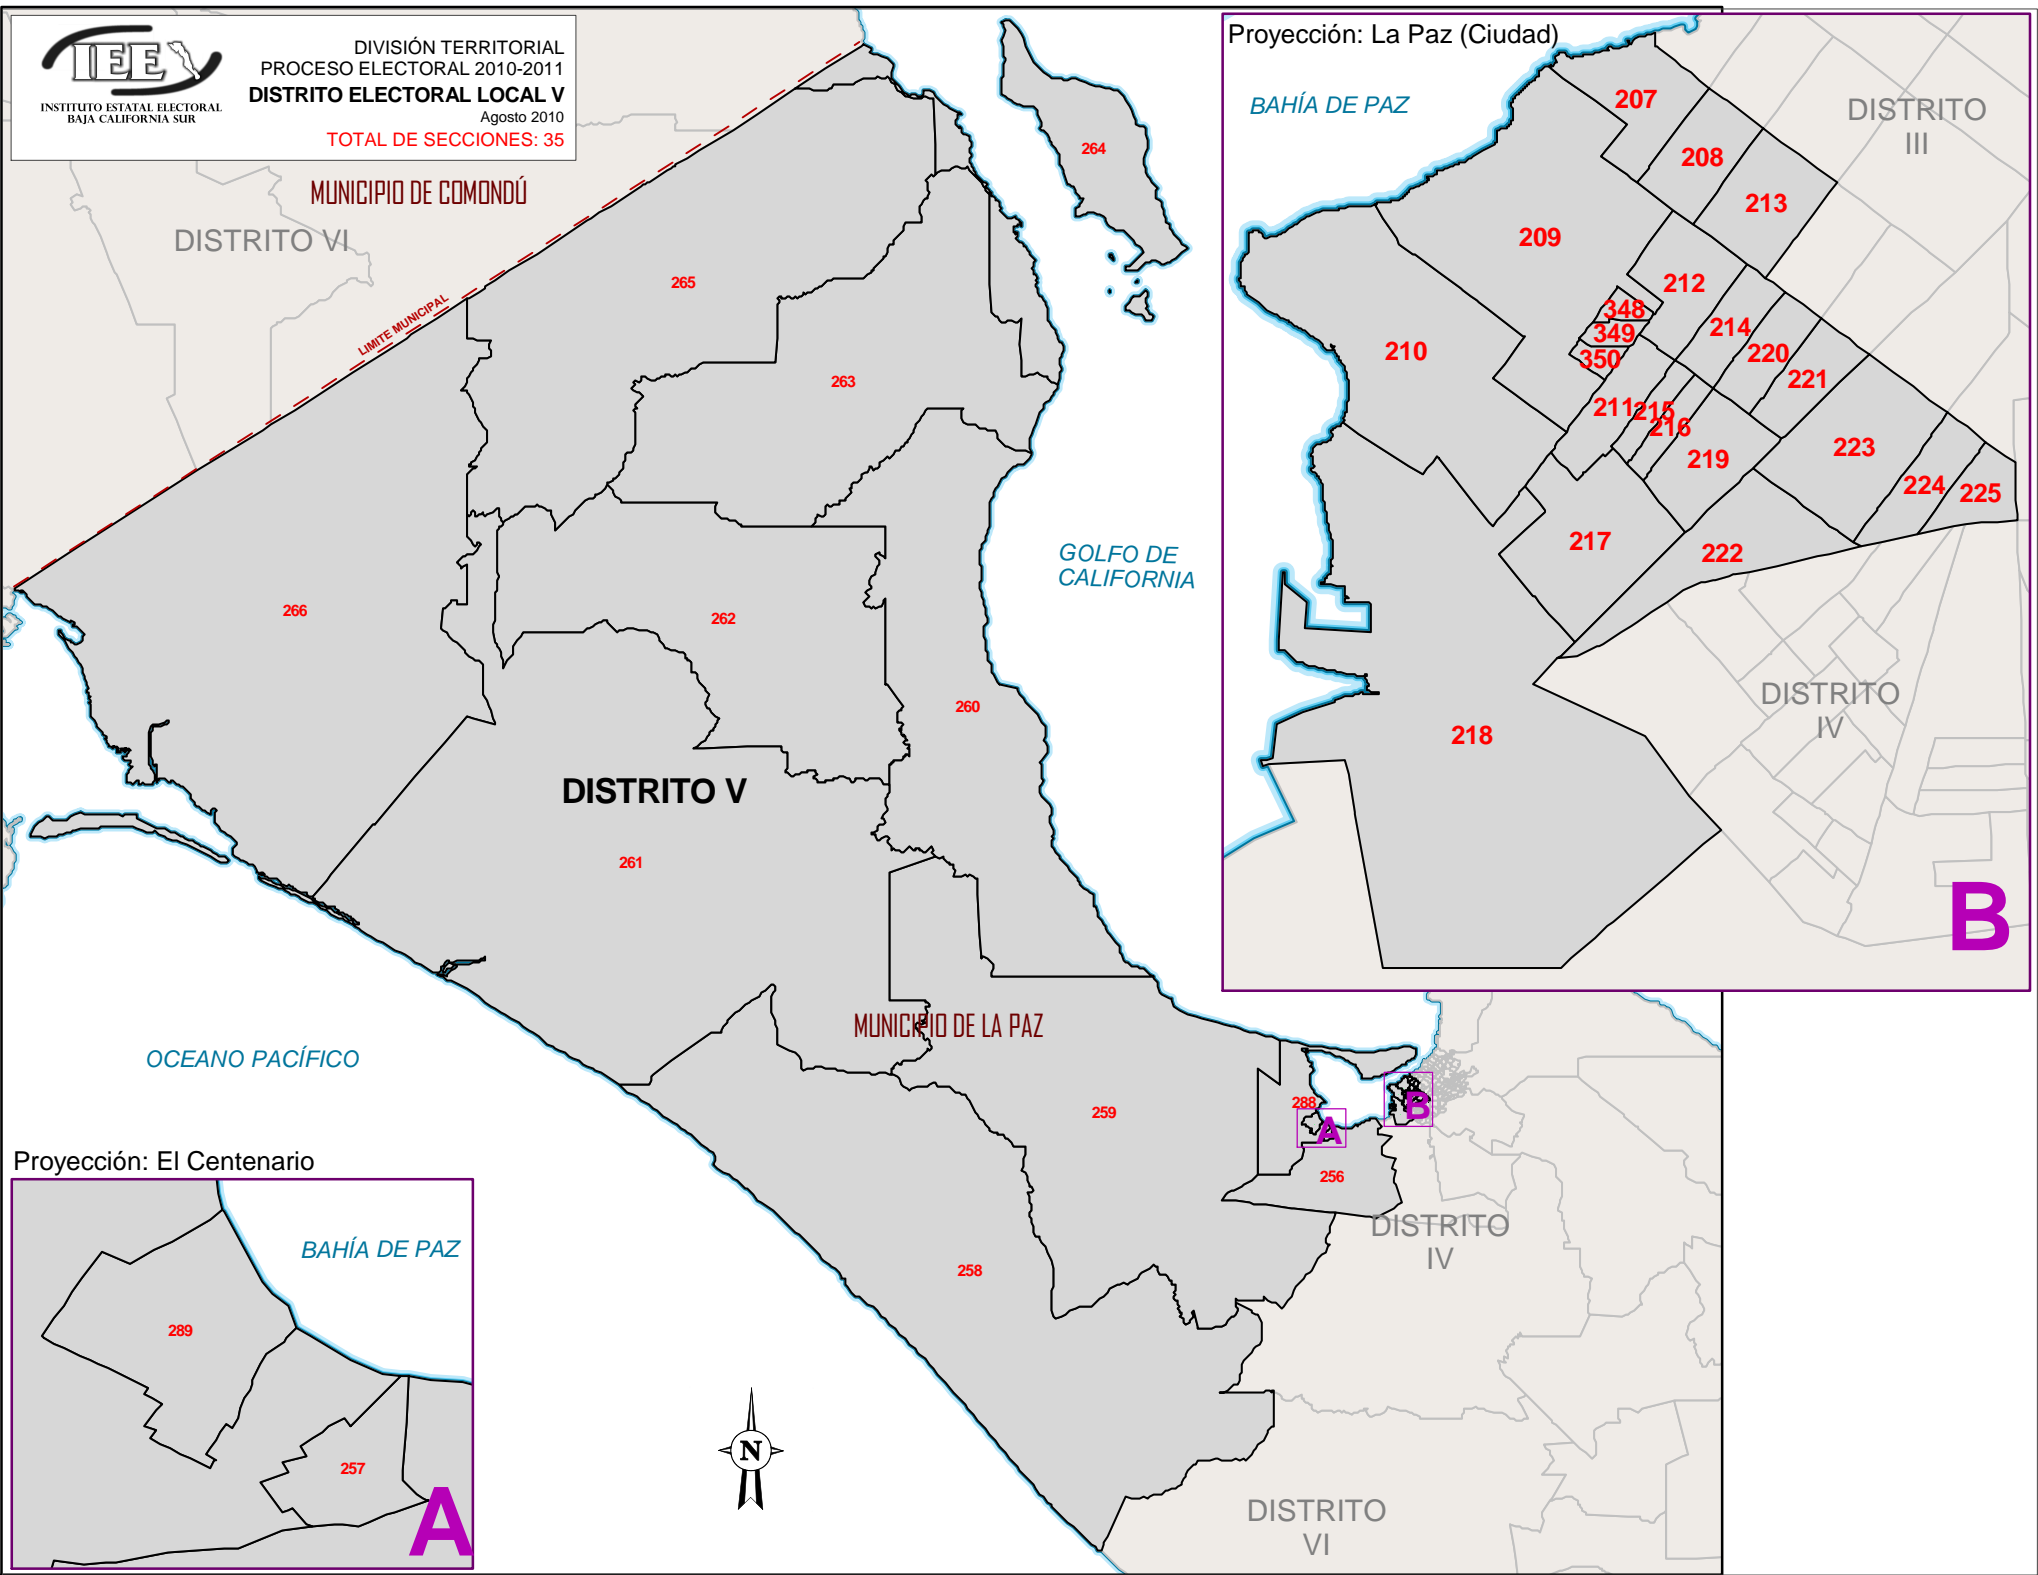 IEE
INSTITUTO ESTATAL ELECTORAL
BAJA CALIFORNIA SUR
DIVISIÓN TERRITORIAL
PROCESO ELECTORAL 2010-2011
DISTRITO ELECTORAL LOCAL V
Agosto 2010
TOTAL DE SECCIONES: 35
MUNICIPIO DE COMONDÚ
DISTRITO VI
LIMITE MUNICIPAL
264
265
263
266
262
260
GOLFO DE
CALIFORNIA
DISTRITO V
261
MUNICIPIO DE LA PAZ
OCEANO PACÍFICO
259
288
A
B
256
258
DISTRITO
IV
DISTRITO
VI
N
Proyección: La Paz (Ciudad)
BAHÍA DE PAZ
DISTRITO
III
207
208
213
209
212
348
349
350
214
220
221
210
211
215
216
219
223
224
225
217
222
218
DISTRITO
IV
B
Proyección: El Centenario
BAHÍA DE PAZ
289
257
A